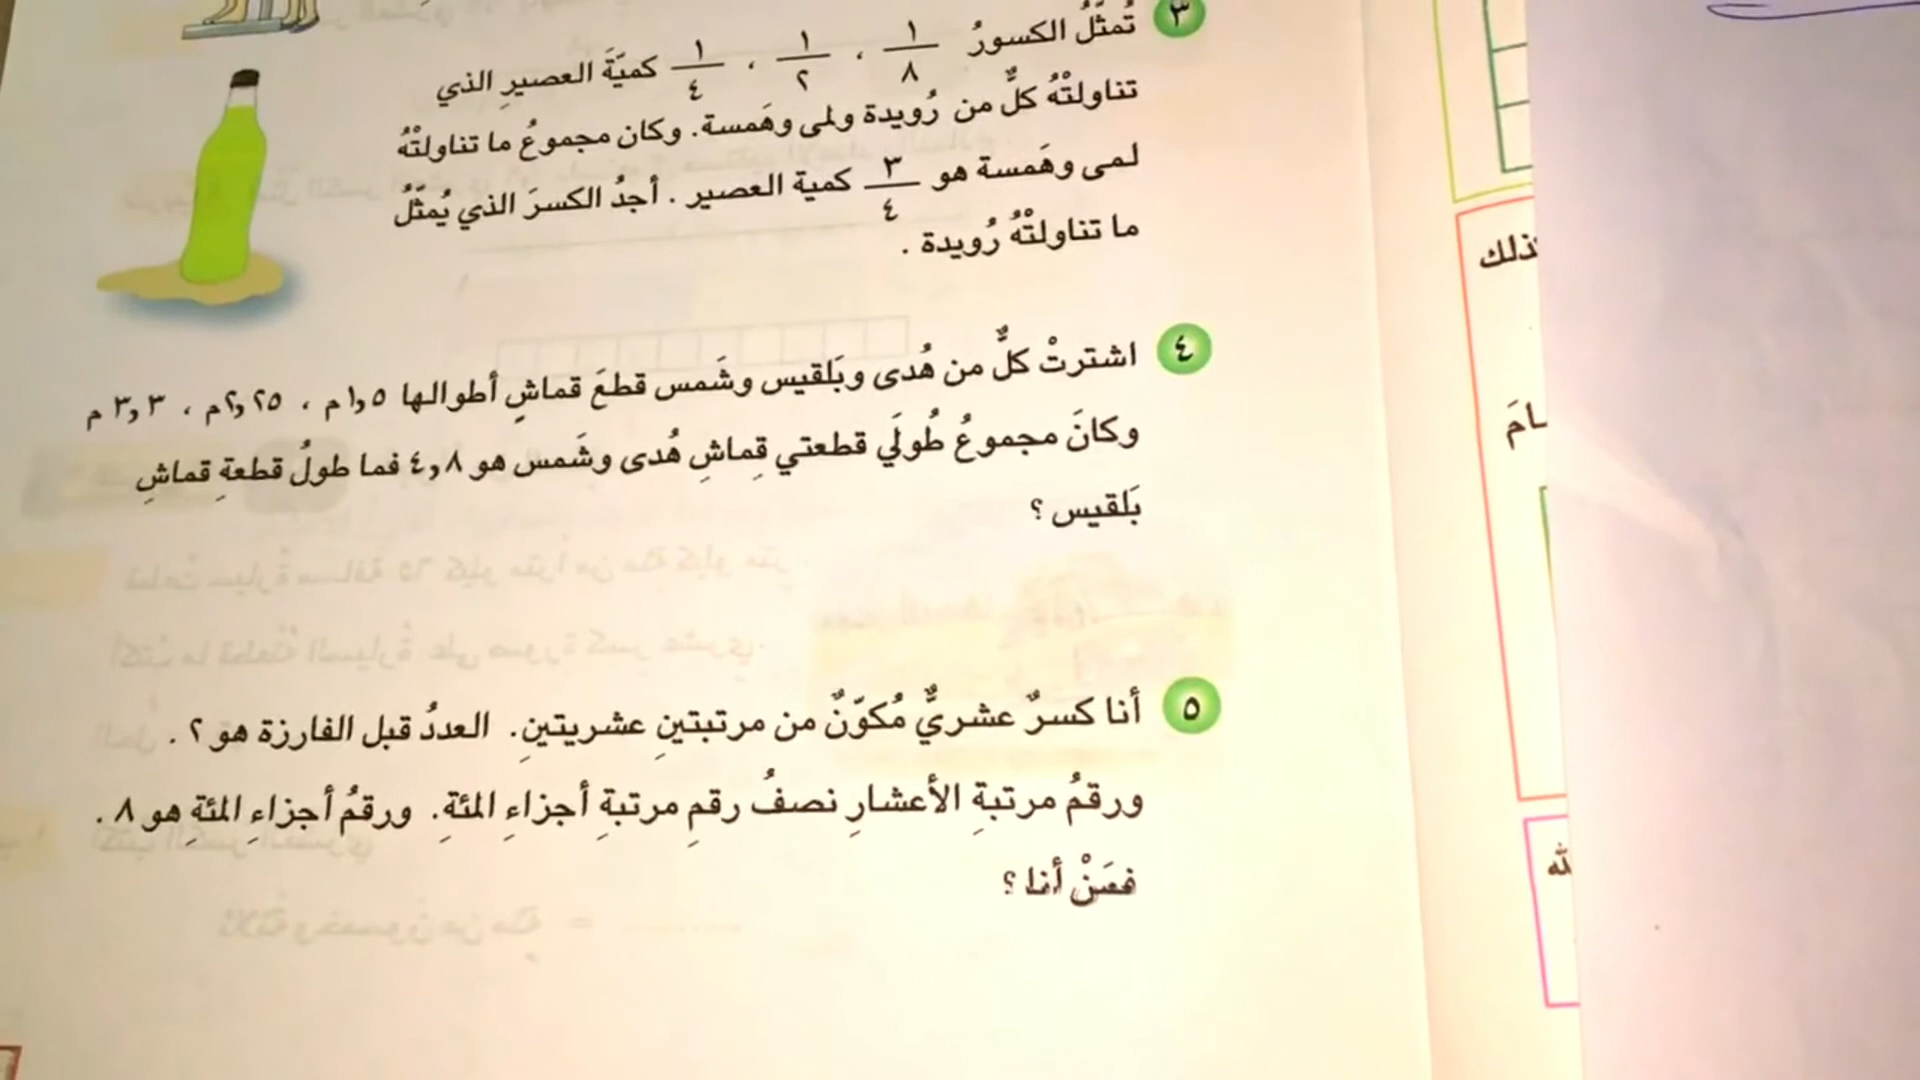 ٣ تُمثّلُ الكسورُ ١/٨ ، ١/٢ ، ١/٤ كميّةَ العصيرِ الذي
تناولتْهُ كلٌّ من رُويدة ولمى وهَمسة. وكان مجموعُ ما تناولتْهُ
لمى وهَمسة هو ٣/٤ كمية العصير . أجدُ الكسرَ الذي يُمثّلُ
ما تناولتْهُ رُويدة .
٤ اشترتْ كلٌّ من هُدى وبَلقيس وشَمس قطعَ قماشٍ أطوالها ١٫٥م ، ٢٫٢٥م ، ٣٫٣ م
وكانَ مجموعُ طُولَي قطعتي قِماشِ هُدى وشَمس هو ٤٫٨ فما طولُ قطعةِ قماشِ
بَلقيس ؟
٥ أنا كسرٌ عشريٌّ مُكوّنٌ من مرتبتينِ عشريتينِ. العددُ قبل الفارزة هو ٢ .
ورقمُ مرتبةِ الأعشارِ نصفُ رقمِ مرتبةِ أجزاءِ المئةِ. ورقمُ أجزاءِ المئةِ هو ٨ .
فمَنْ أنا ؟
ذلك
لله